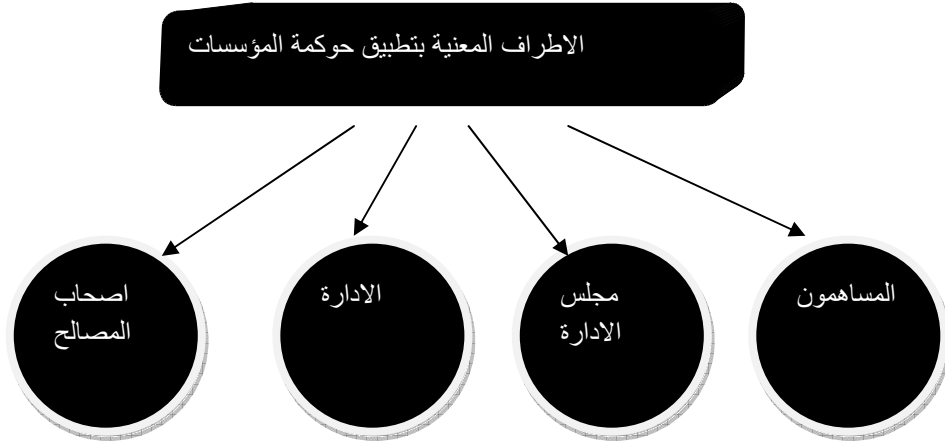 الاطراف المعنية بتطبيق حوكمة المؤسسات
المساهمون
مجلس
الادارة
الادارة
اصحاب
المصالح